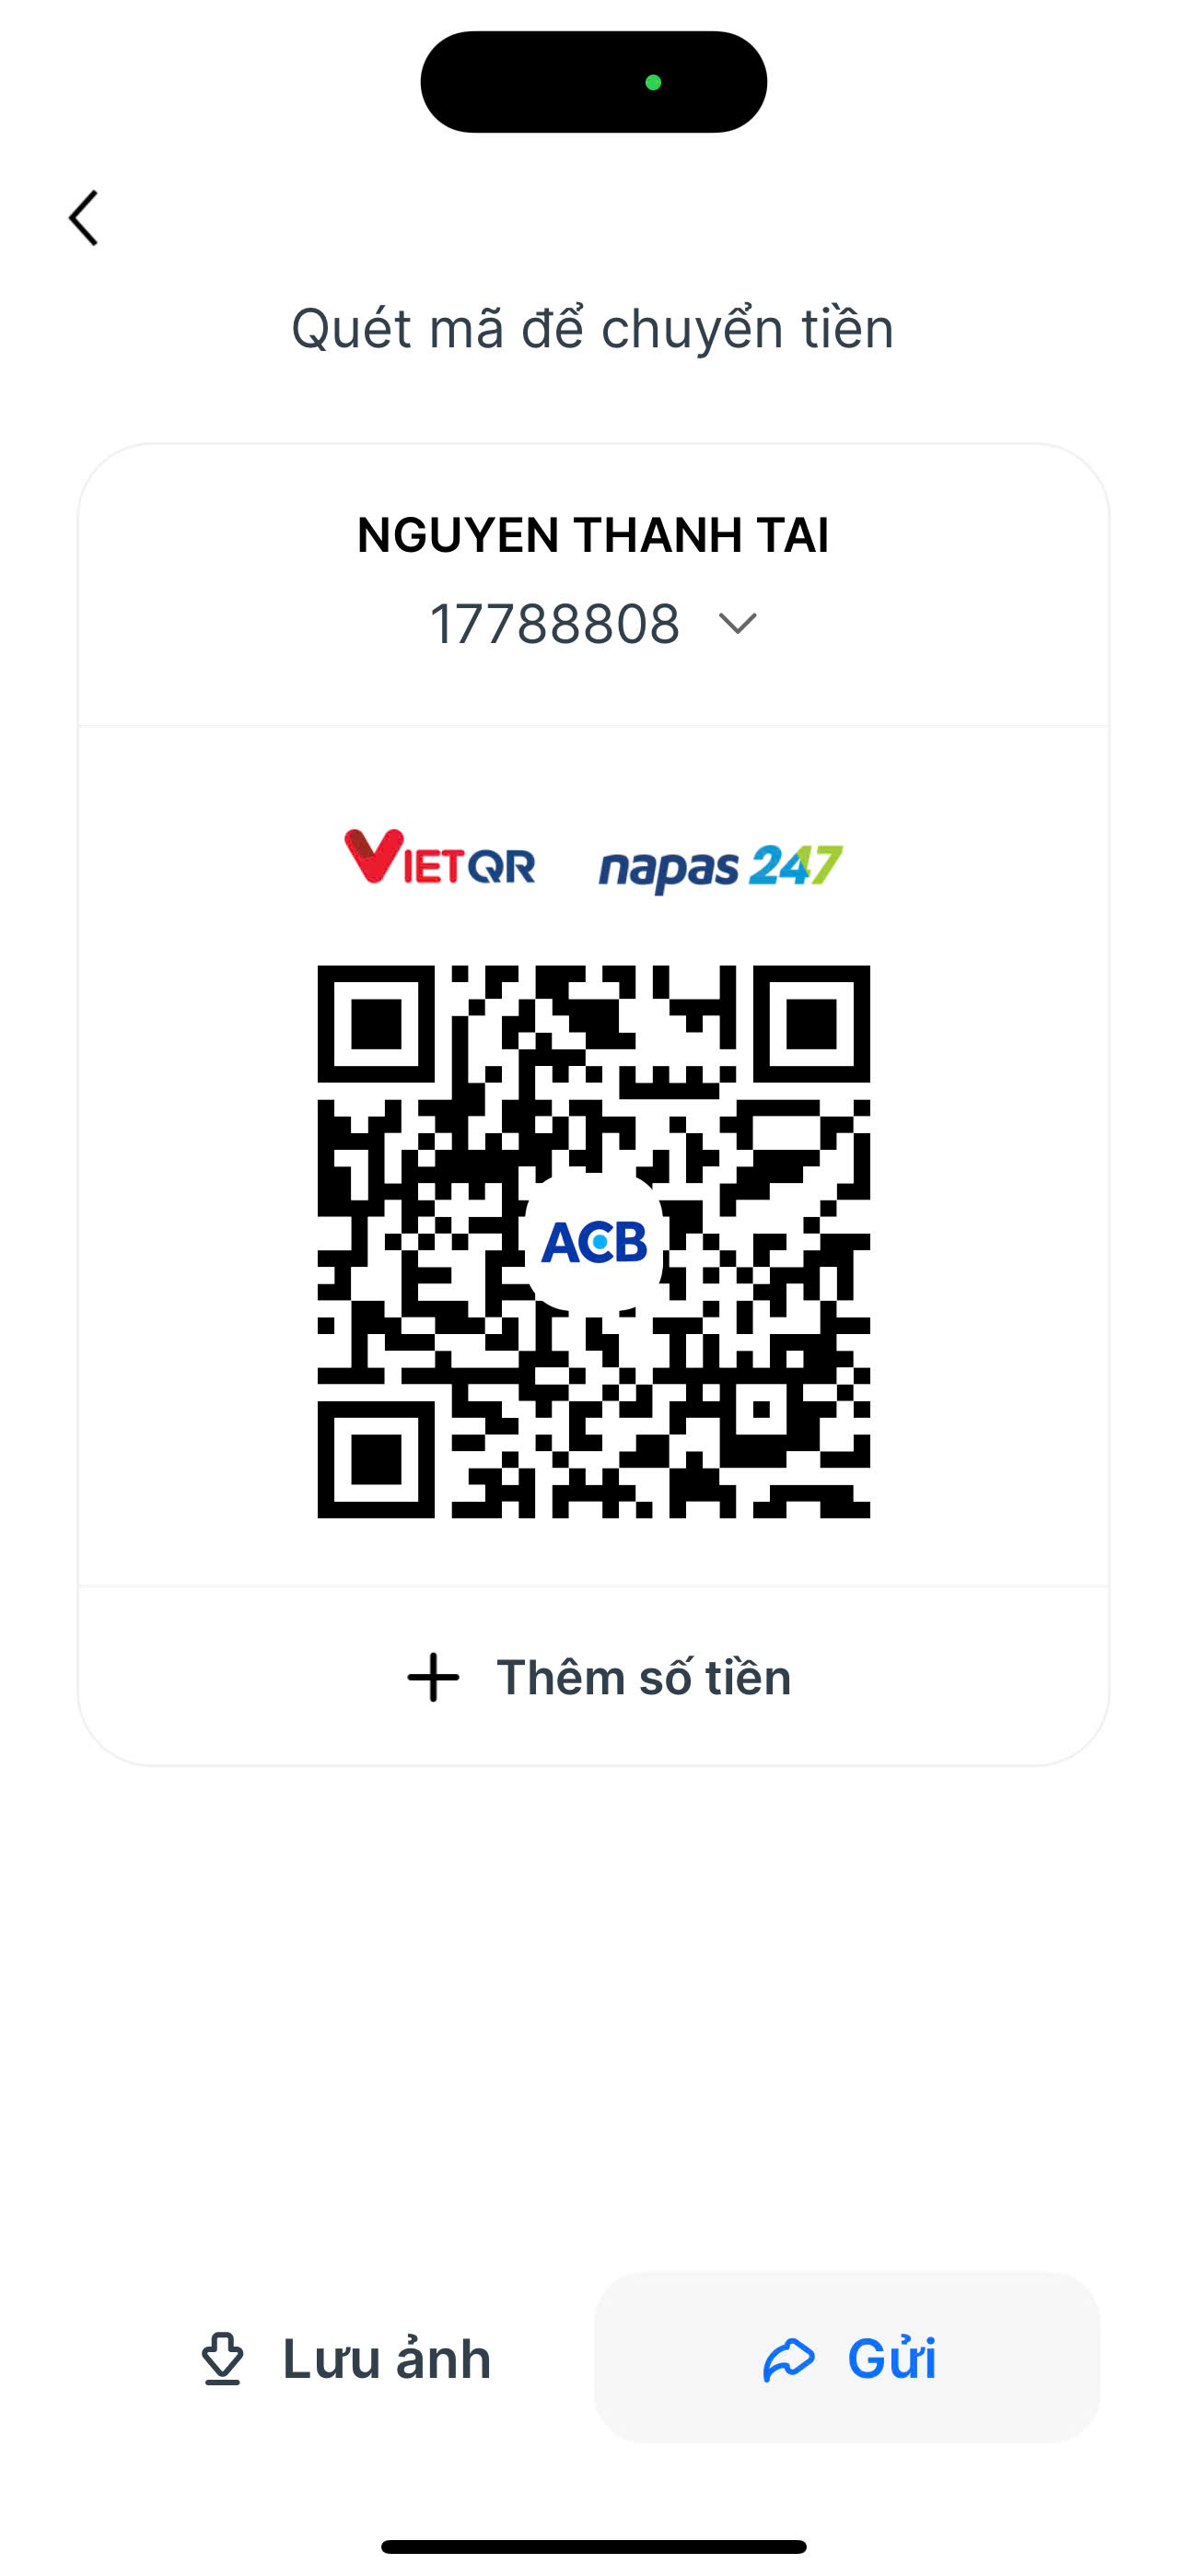 Quét mã để chuyển tiền
NGUYEN THANH TAI
17788808
VIETQR napas 247
ACB
Thêm số tiền
Lưu ảnh
Gửi